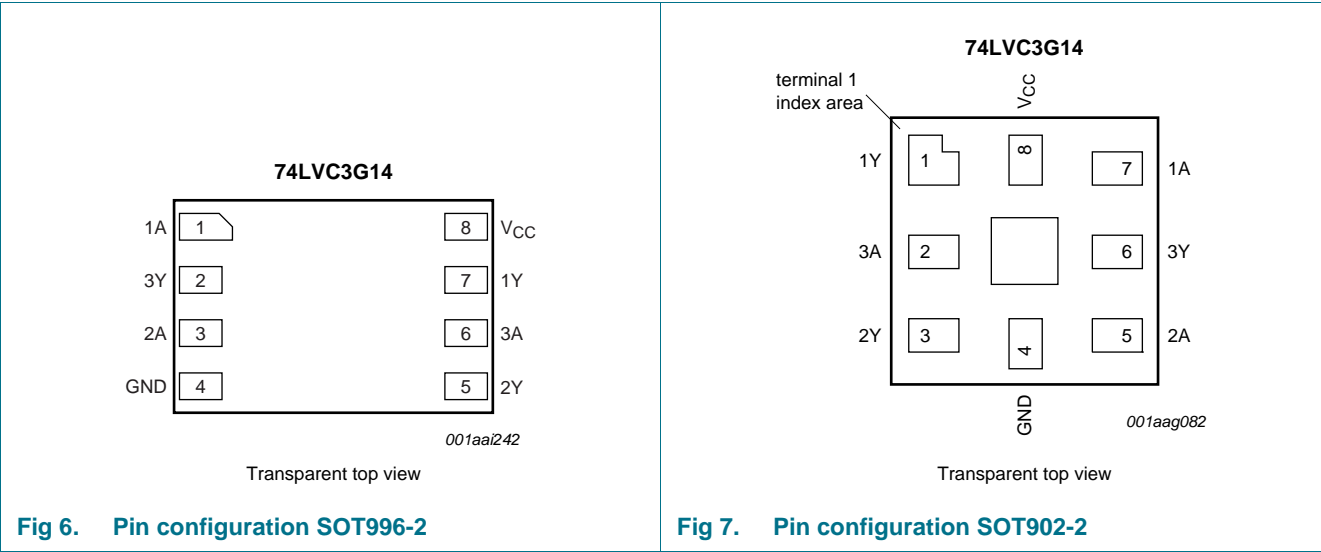 74LVC3G14
1A 1 8 VCC
3Y 2 7 1Y
2A 3 6 3A
GND 4 5 2Y
001aai242
Transparent top view
Fig 6. Pin configuration SOT996-2
74LVC3G14
terminal 1
index area
VCC
1Y 1 8 7 1A
3A 2 6 3Y
2Y 3 4 5 2A
GND
001aag082
Transparent top view
Fig 7. Pin configuration SOT902-2